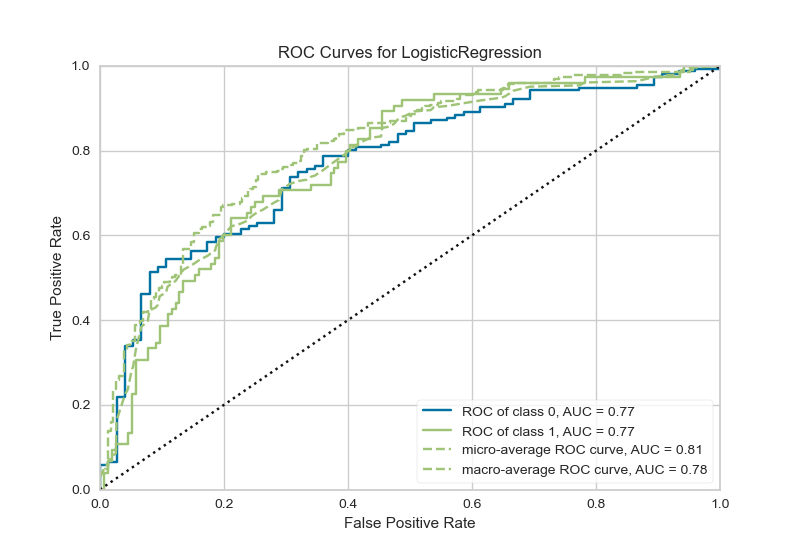 ROC Curves for LogisticRegression
True Positive Rate
1.0
0.8
0.6
0.4
0.2
0.0
0.0 0.2 0.4 0.6 0.8 1.0
False Positive Rate
ROC of class 0, AUC = 0.77
ROC of class 1, AUC = 0.77
micro-average ROC curve, AUC = 0.81
macro-average ROC curve, AUC = 0.78